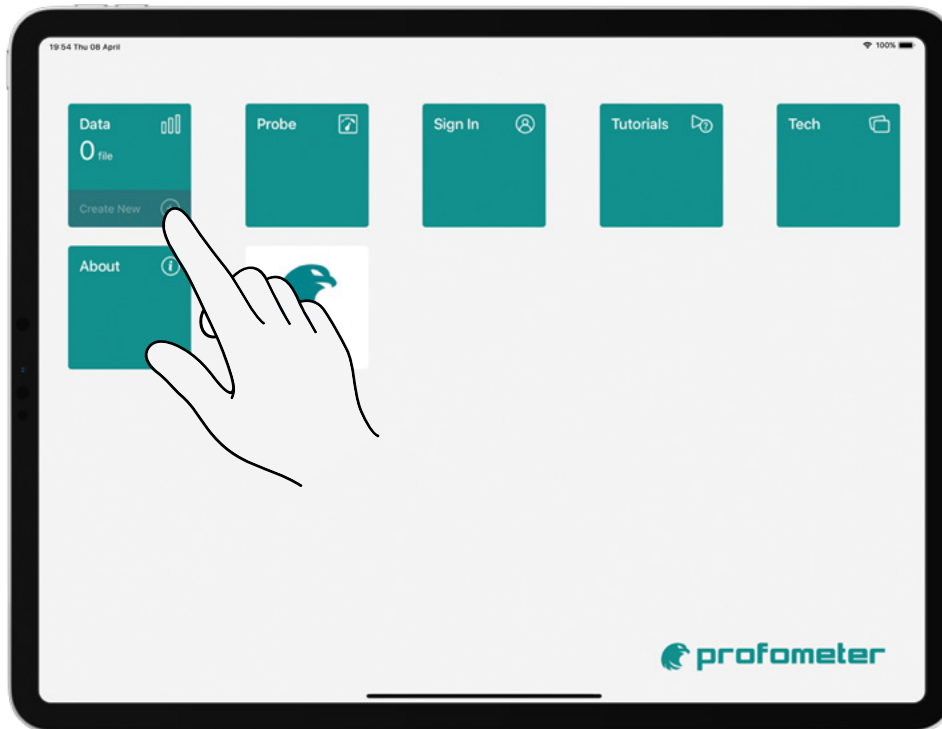 19:54 Thu 08 April
100%
Data
Probe
Sign In
Tutorials
Tech
0 file
Create New
About
profometer